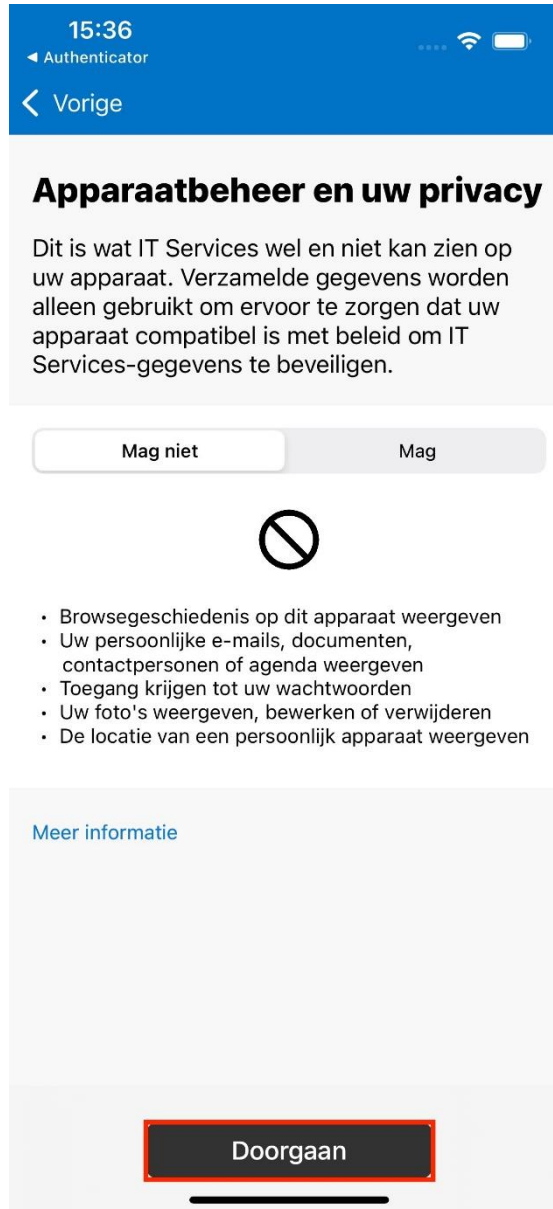 15:36
◀ Authenticator
Vorige
Apparaatbeheer en uw privacy
Dit is wat IT Services wel en niet kan zien op
uw apparaat. Verzamelde gegevens worden
alleen gebruikt om ervoor te zorgen dat uw
apparaat compatibel is met beleid om IT
Services-gegevens te beveiligen.
Mag niet
Mag
• Browsegeschiedenis op dit apparaat weergeven
• Uw persoonlijke e-mails, documenten,
contactpersonen of agenda weergeven
• Toegang krijgen tot uw wachtwoorden
• Uw foto's weergeven, bewerken of verwijderen
• De locatie van een persoonlijk apparaat weergeven
Meer informatie
Doorgaan